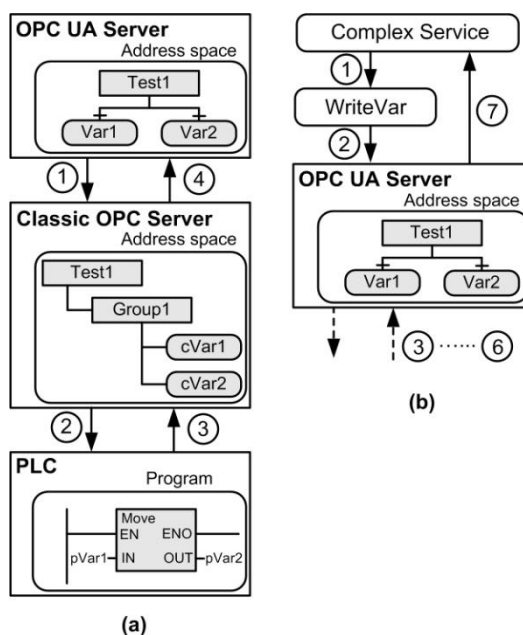 OPC UA Server
Address space
Test1
Var1
Var2
1
4
Classic OPC Server
Address space
Test1
Group1
cVar1
cVar2
2
3
PLC
Program
Move
EN ENO
pVar1 IN OUT pVar2
(a)
Complex Service
1
WriteVar
2
7
OPC UA Server
Address space
Test1
Var1
Var2
3 ...... 6
(b)